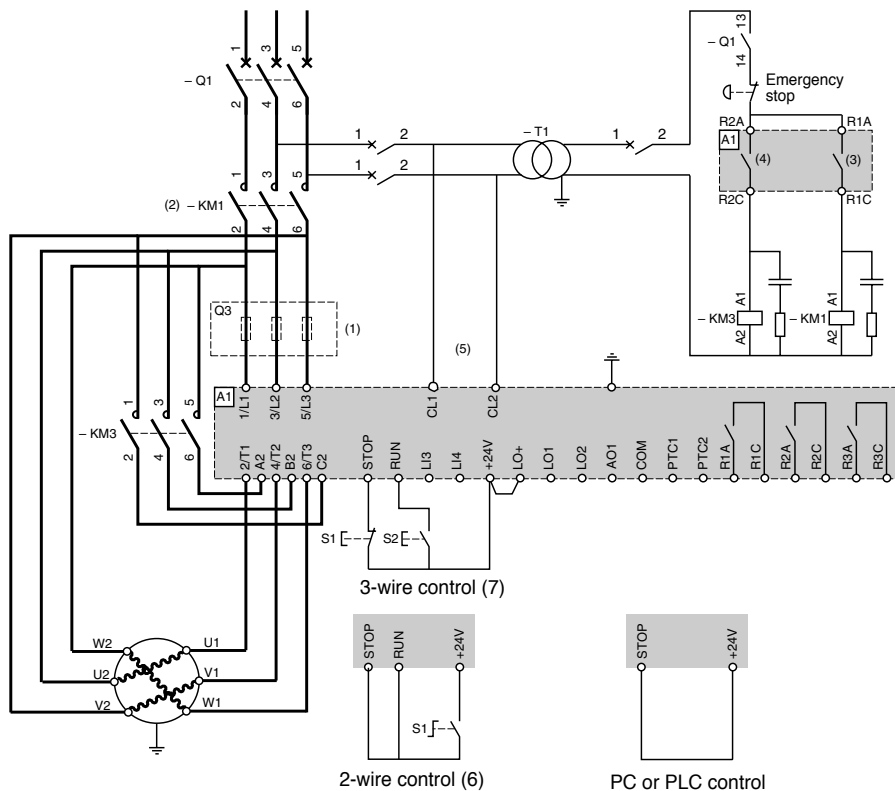 1 3 5
– Q1
2 4 6
13
– Q1
14
Emergency
stop
1 2
– T1
1 2
1 2
R2A R1A
A1
(4) (3)
R2C R1C
1 3 5
(2) – KM1
2 4 6
A1 A1
– KM3 – KM1
A2 A2
Q3
(1)
(5)
A1
1/L1 3/L2 5/L3 CL1 CL2
1 3 5
– KM3
2 4 6
2/T1 A2 4/T2 B2 6/T3 C2 STOP RUN LI3 LI4 +24V LO+ LO1 LO2 AO1 COM PTC1 PTC2 R1A R1C R2A R2C R3A R3C
S1 S2
3-wire control (7)
W2 U1
U2 V1
V2 W1
STOP RUN +24V
S1
2-wire control (6)
STOP +24V
PC or PLC control